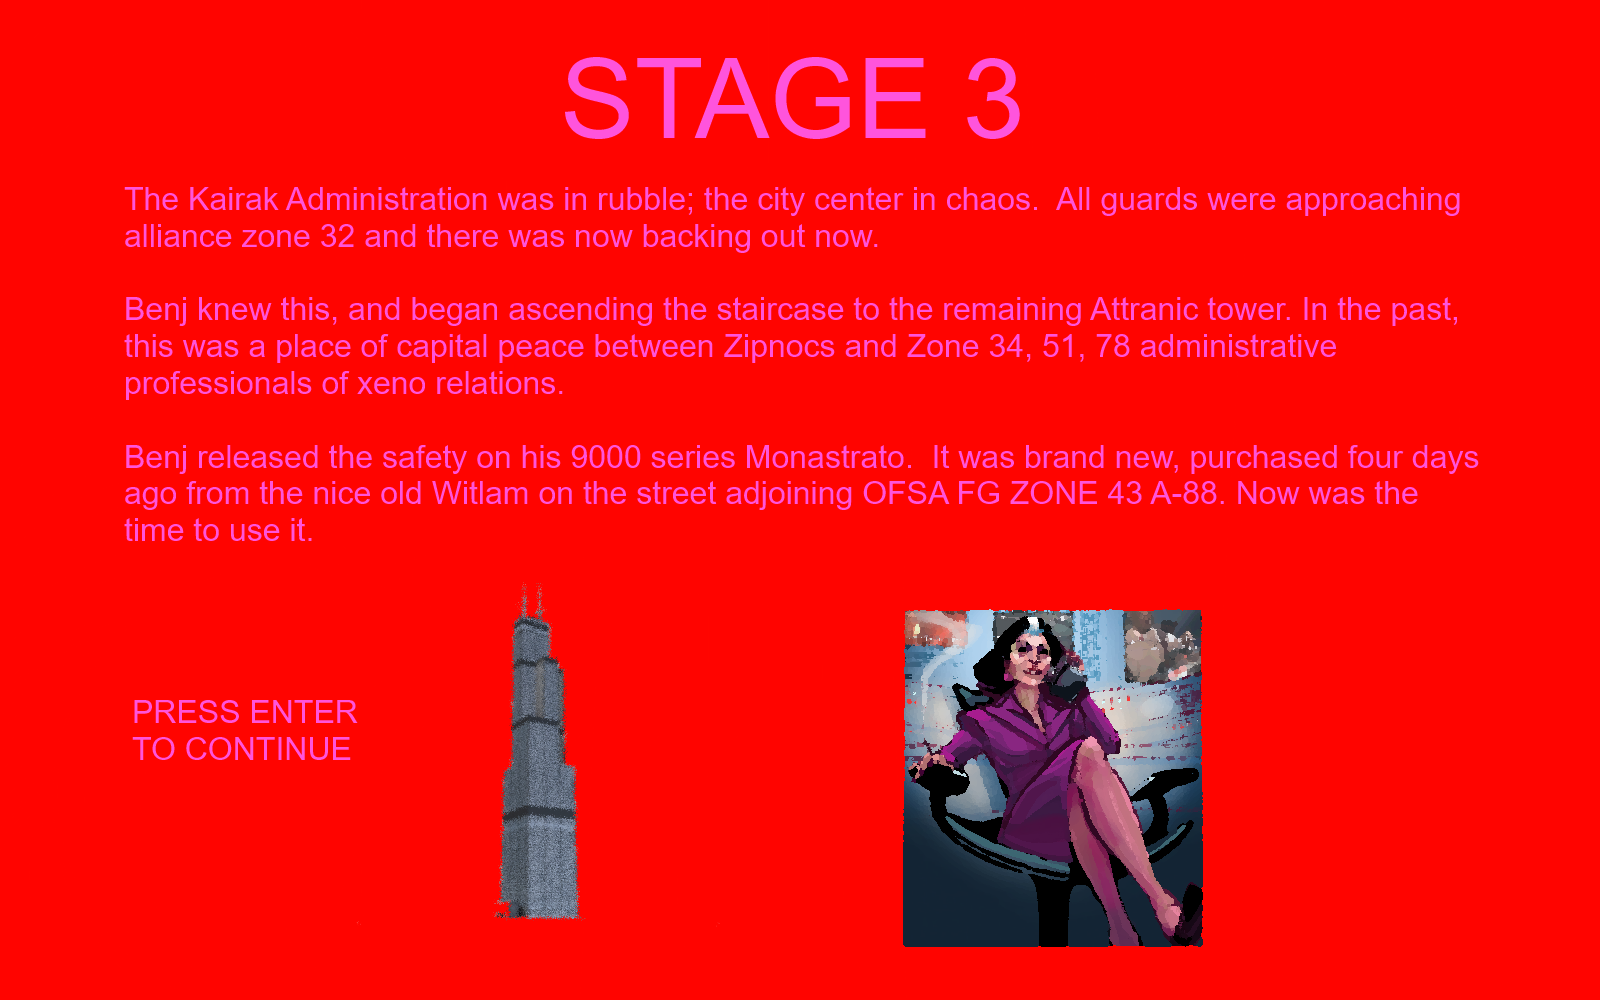 STAGE 3
The Kairak Administration was in rubble; the city center in chaos.  All guards were approaching
alliance zone 32 and there was now backing out now.
Benj knew this, and began ascending the staircase to the remaining Attranic tower. In the past,
this was a place of capital peace between Zipnocs and Zone 34, 51, 78 administrative
professionals of xeno relations.
Benj released the safety on his 9000 series Monastrato.  It was brand new, purchased four days
ago from the nice old Witlam on the street adjoining OFSA FG ZONE 43 A-88. Now was the
time to use it.
PRESS ENTER
TO CONTINUE